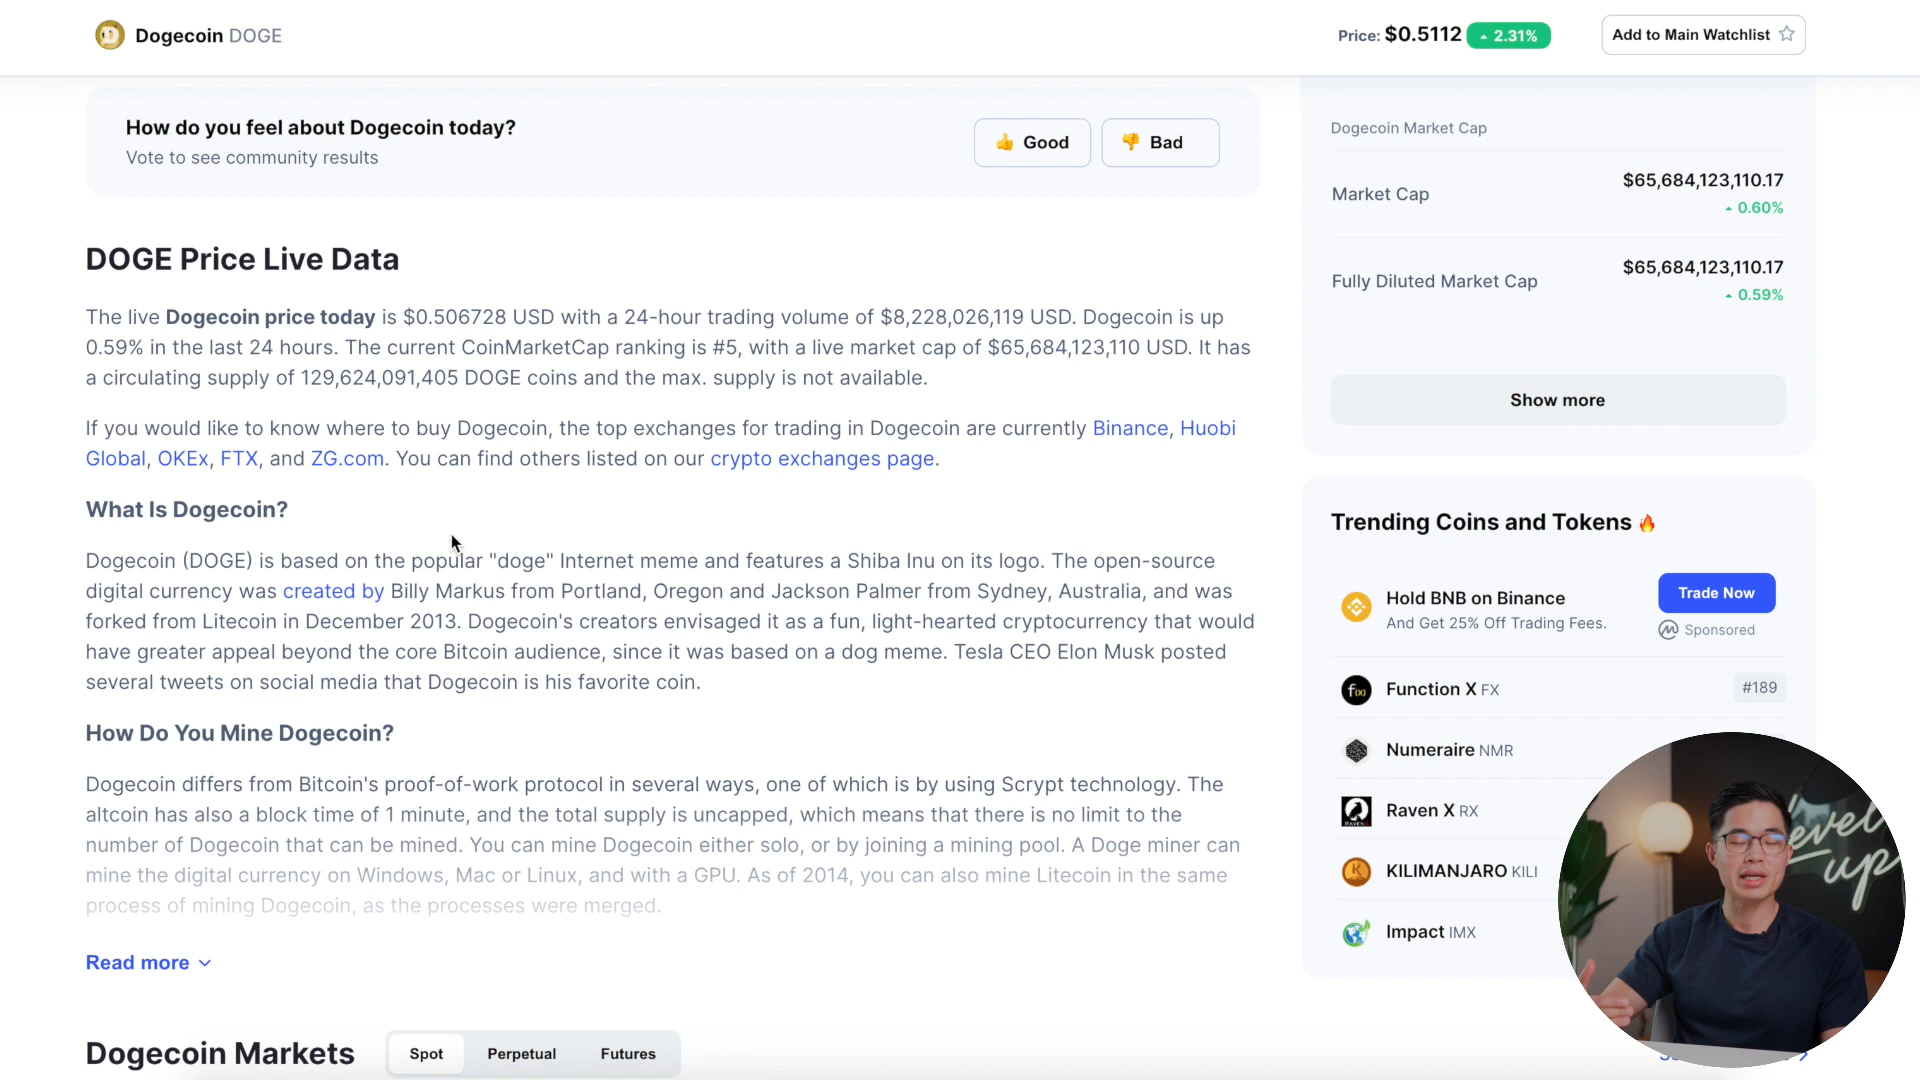 Dogecoin DOGE
Price: $0.5112 2.31%
Add to Main Watchlist
How do you feel about Dogecoin today?
Vote to see community results
Good
Bad
DOGE Price Live Data
The live Dogecoin price today is $0.506728 USD with a 24-hour trading volume of $8,228,026,119 USD. Dogecoin is up
0.59% in the last 24 hours. The current CoinMarketCap ranking is #5, with a live market cap of $65,684,123,110 USD. It has
a circulating supply of 129,624,091,405 DOGE coins and the max. supply is not available.
If you would like to know where to buy Dogecoin, the top exchanges for trading in Dogecoin are currently Binance, Huobi
Global, OKEx, FTX, and ZG.com. You can find others listed on our crypto exchanges page.
What Is Dogecoin?
Dogecoin (DOGE) is based on the popular "doge" Internet meme and features a Shiba Inu on its logo. The open-source
digital currency was created by Billy Markus from Portland, Oregon and Jackson Palmer from Sydney, Australia, and was
forked from Litecoin in December 2013. Dogecoin's creators envisaged it as a fun, light-hearted cryptocurrency that would
have greater appeal beyond the core Bitcoin audience, since it was based on a dog meme. Tesla CEO Elon Musk posted
several tweets on social media that Dogecoin is his favorite coin.
How Do You Mine Dogecoin?
Dogecoin differs from Bitcoin's proof-of-work protocol in several ways, one of which is by using Scrypt technology. The
altcoin has also a block time of 1 minute, and the total supply is uncapped, which means that there is no limit to the
number of Dogecoin that can be mined. You can mine Dogecoin either solo, or by joining a mining pool. A Doge miner can
mine the digital currency on Windows, Mac or Linux, and with a GPU. As of 2014, you can also mine Litecoin in the same
process of mining Dogecoin, as the processes were merged.
Read more
Dogecoin Markets
Spot
Perpetual
Futures
Dogecoin Market Cap
Market Cap
$65,684,123,110.17
0.60%
Fully Diluted Market Cap
$65,684,123,110.17
0.59%
Show more
Trending Coins and Tokens
Hold BNB on Binance
And Get 25% Off Trading Fees.
Trade Now
Sponsored
Function X FX
#189
Numeraire NMR
Raven X RX
KILIMANJARO KILI
Impact IMX
level
up